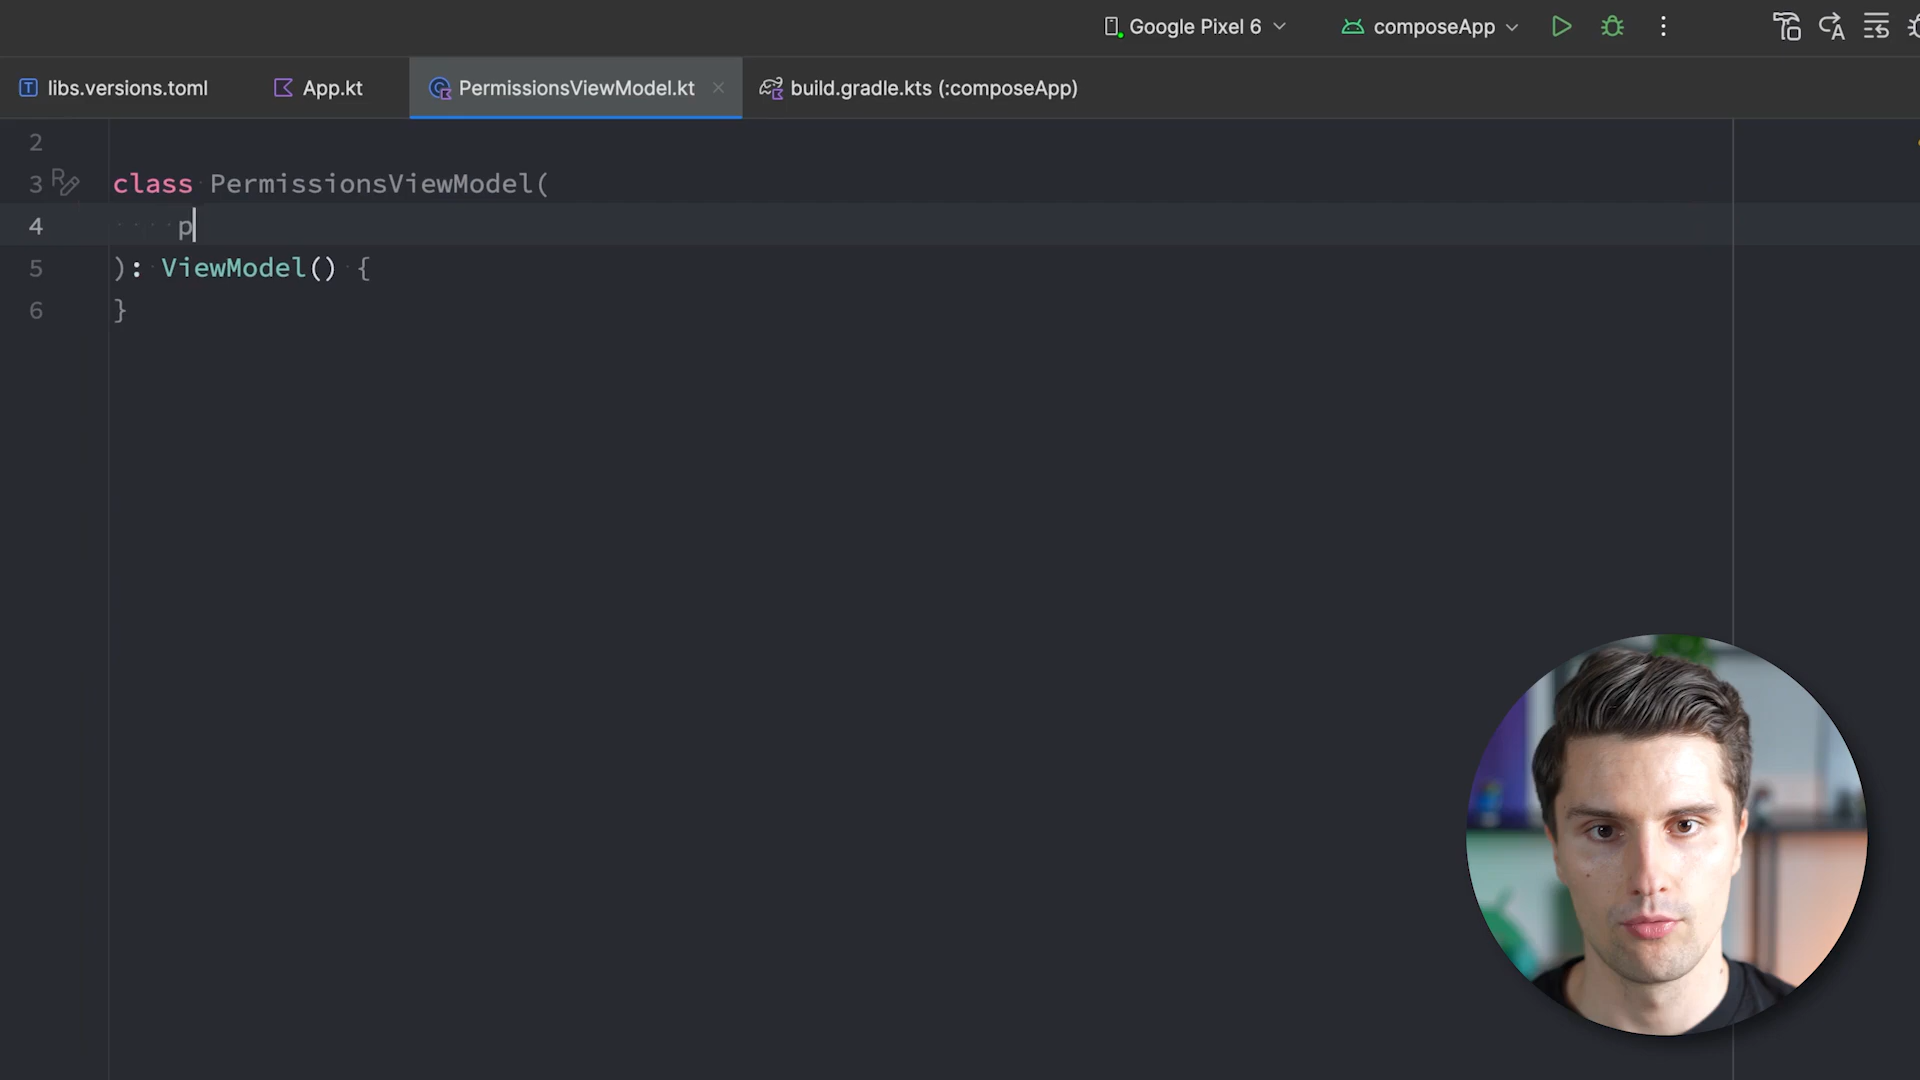 Google Pixel 6
composeApp
libs.versions.toml
App.kt
PermissionsViewModel.kt
build.gradle.kts (:composeApp)
2
3 class PermissionsViewModel(
4 p
5 ): ViewModel() {
6 }